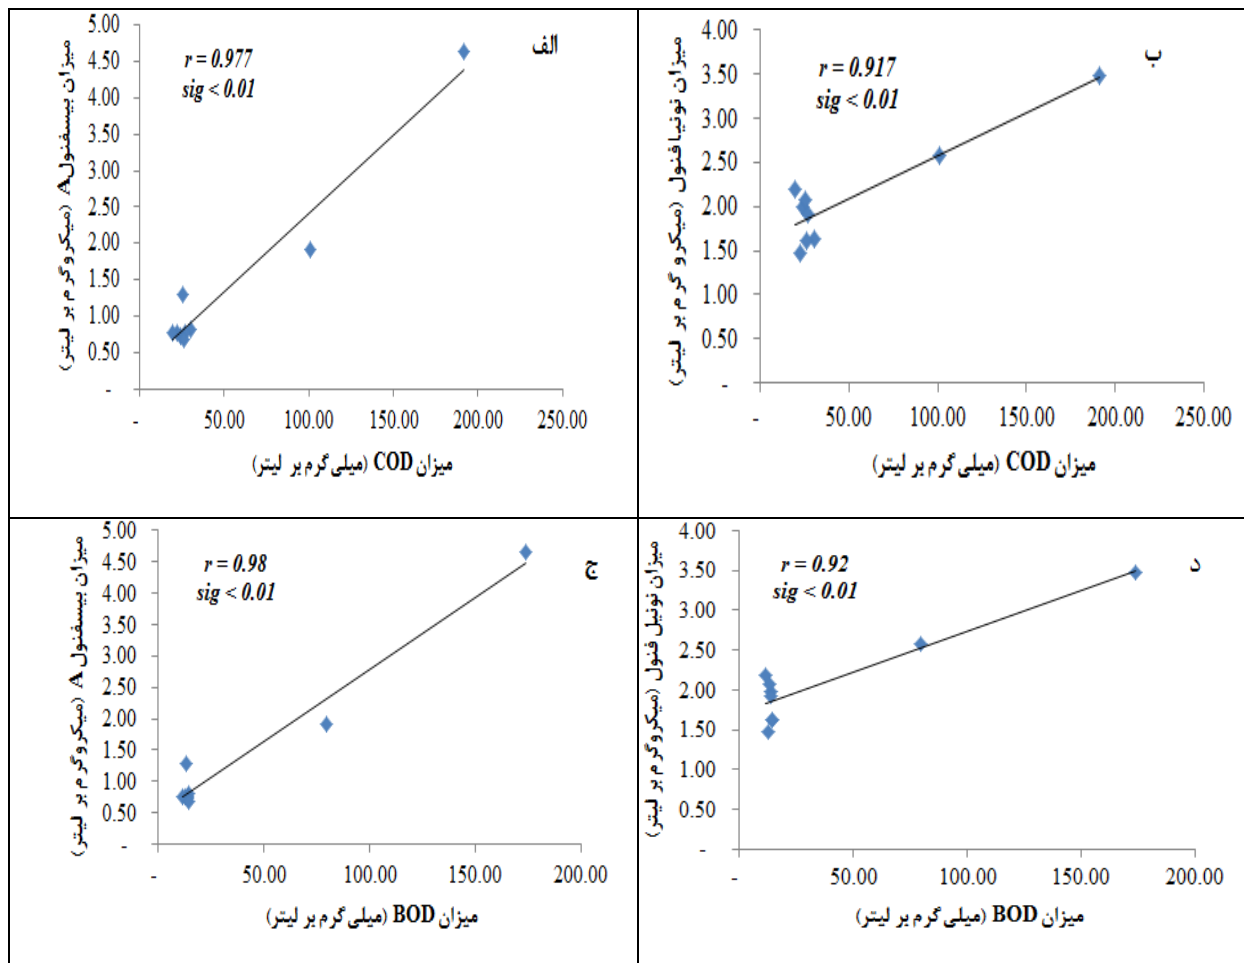 الف
r = 0.977
sig < 0.01
میزان بیسفنول A (میکروگرم بر لیتر)
5.00
4.50
4.00
3.50
3.00
2.50
2.00
1.50
1.00
0.50
-
- 50.00 100.00 150.00 200.00 250.00
میزان COD (میلی‌گرم بر لیتر)
ب
r = 0.917
sig < 0.01
میزان نونیا فنول (میکرو گرم بر لیتر)
4.00
3.50
3.00
2.50
2.00
1.50
1.00
0.50
-
- 50.00 100.00 150.00 200.00 250.00
میزان COD (میلی‌گرم بر لیتر)
ج
r = 0.98
sig < 0.01
میزان بیسفنول A (میکروگرم بر لیتر)
5.00
4.50
4.00
3.50
3.00
2.50
2.00
1.50
1.00
0.50
-
- 50.00 100.00 150.00 200.00
میزان BOD (میلی‌گرم بر لیتر)
د
r = 0.92
sig < 0.01
میزان نونیل فنول (میکروگرم بر لیتر)
4.00
3.50
3.00
2.50
2.00
1.50
1.00
0.50
-
- 50.00 100.00 150.00 200.00
میزان BOD (میلی‌گرم بر لیتر)